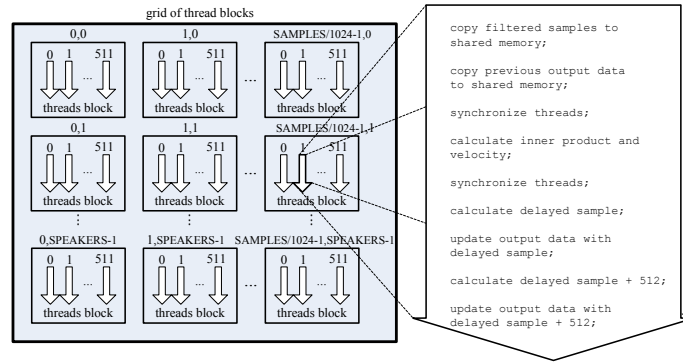 grid of thread blocks
0,0 1,0 SAMPLES/1024-1,0
0 1 511 0 1 511 0 1 511
... ... ...
threads block threads block ... threads block
0,1 1,1 SAMPLES/1024-1,1
0 1 511 0 1 511 0 1 511
... ... ...
threads block threads block ... threads block
0,SPEAKERS-1 1,SPEAKERS-1 SAMPLES/1024-1,SPEAKERS-1
0 1 511 0 1 511 0 1 511
... ... ...
threads block threads block ... threads block
copy filtered samples to
shared memory;
copy previous output data
to shared memory;
synchronize threads;
calculate inner product and
velocity;
synchronize threads;
calculate delayed sample;
update output data with
delayed sample;
calculate delayed sample + 512;
update output data with
delayed sample + 512;